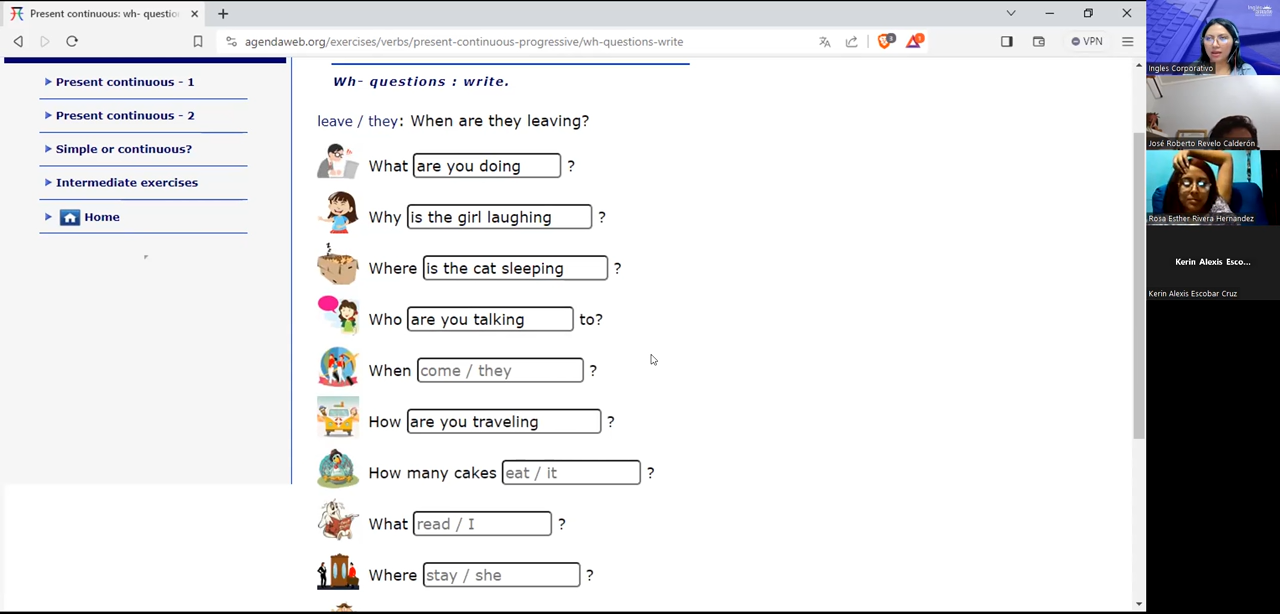 Present continuous: wh- questio
agendaweb.org/exercises/verbs/present-continuous-progressive/wh-questions-write
VPN
Present continuous - 1
Present continuous - 2
Simple or continuous?
Intermediate exercises
Home
Wh- questions : write.
leave / they: When are they leaving?
What are you doing ?
Why is the girl laughing ?
Where is the cat sleeping ?
Who are you talking to?
When come / they ?
How are you traveling ?
How many cakes eat / it ?
What read / I ?
Where stay / she ?
Ingles Corporativo
José Roberto Revelo Calderón
Rosa Esther Rivera Hernandez
Kerin Alexis Esco...
Kerin Alexis Escobar Cruz